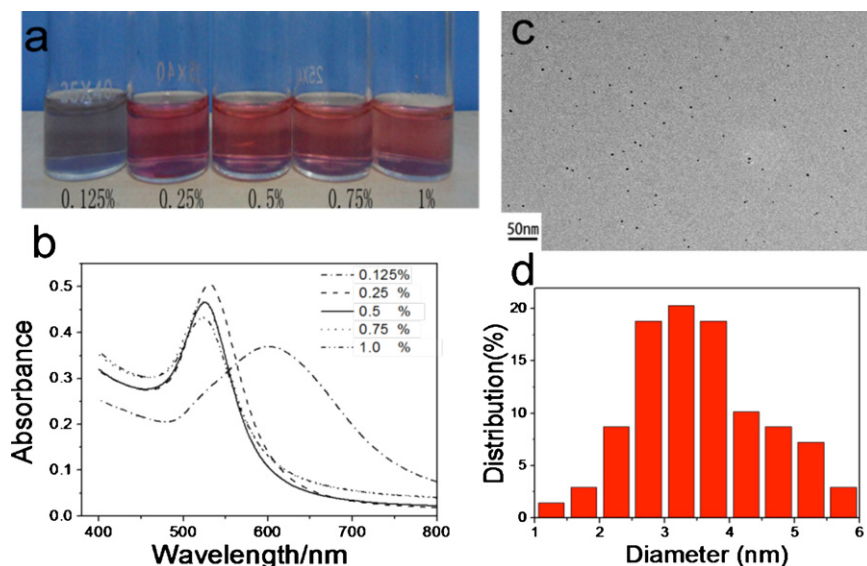 a
0.125%
0.25%
0.5%
0.75%
1%
b
0.5
0.4
0.3
0.2
0.1
0.0
Absorbance
400 500 600 700 800
Wavelength/nm
0.125%
0.25 %
0.5 %
0.75 %
1.0 %
c
50nm
d
20
15
10
5
0
Distribution(%)
1 2 3 4 5 6
Diameter (nm)